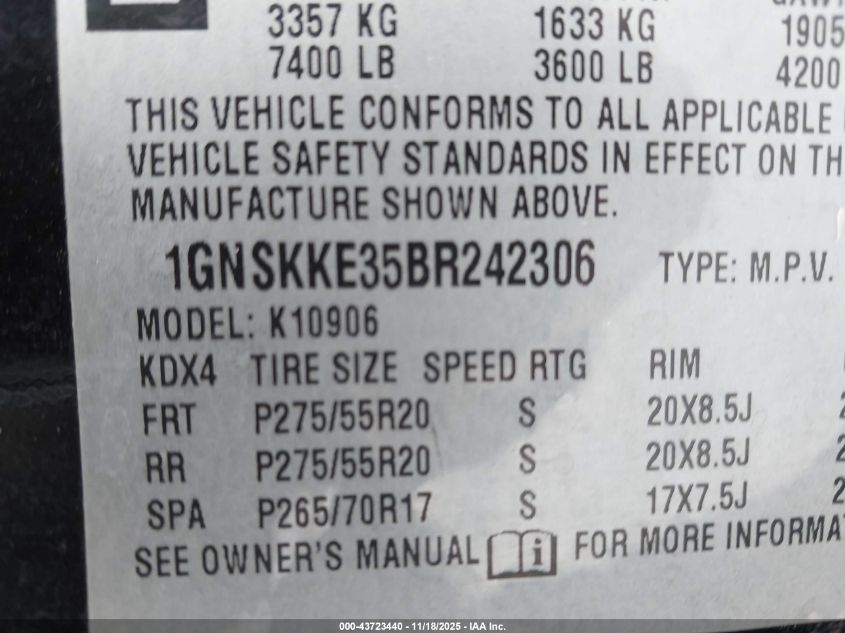 3357 KG 1633 KG 1905
7400 LB 3600 LB 4200
THIS VEHICLE CONFORMS TO ALL APPLICABLE
VEHICLE SAFETY STANDARDS IN EFFECT ON TH
MANUFACTURE SHOWN ABOVE.
1GNSKKE35BR242306 TYPE: M.P.V.
MODEL: K10906
KDX4 TIRE SIZE SPEED RTG RIM
FRT P275/55R20 S 20X8.5J
RR P275/55R20 S 20X8.5J
SPA P265/70R17 S 17X7.5J
SEE OWNER'S MANUAL i FOR MORE INFORMA
000-43723440 - 11/18/2025 - IAA Inc.